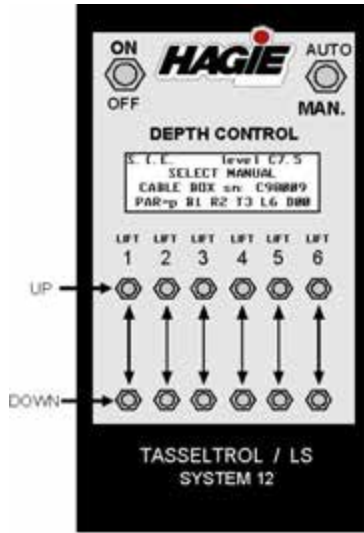 ON
OFF
HAGIE
AUTO
MAN.
DEPTH CONTROL
S.I.E. level C7.5
SELECT MANUAL
CABLE BOX sn: C98009
PAR=p B1 R2 T3 L6 D00
LIFT LIFT LIFT LIFT LIFT LIFT
1 2 3 4 5 6
UP
DOWN
TASSELTROL / LS
SYSTEM 12